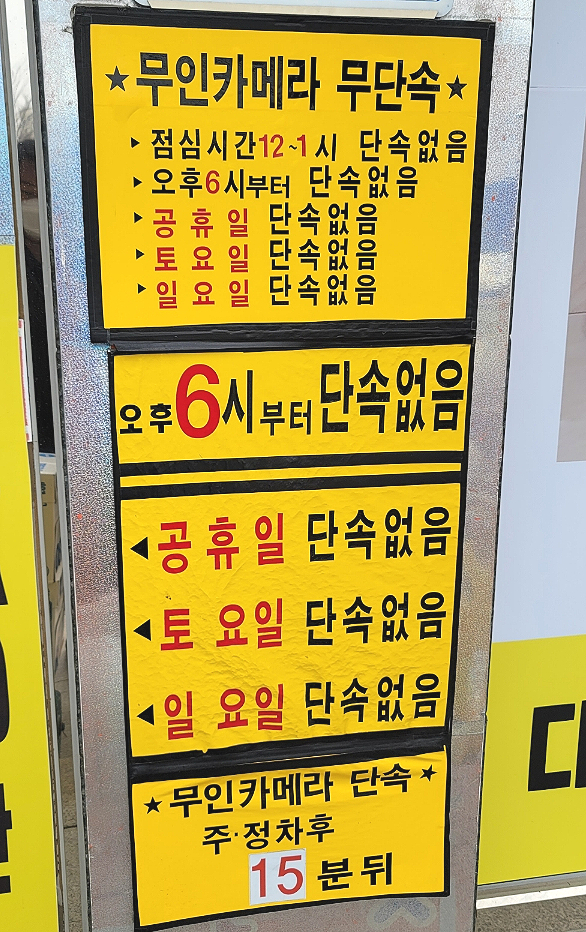 ★무인카메라 무단속★
▸점심시간12~1시 단속없음
▸오후6시부터 단속없음
▸공휴일 단속없음
▸토요일 단속없음
▸일요일 단속없음
오후6시부터단속없음
◀공휴일 단속없음
◀토 요일 단속없음
◀일 요일 단속없음
★무인카메라 단속★
주·정차후
15분뒤